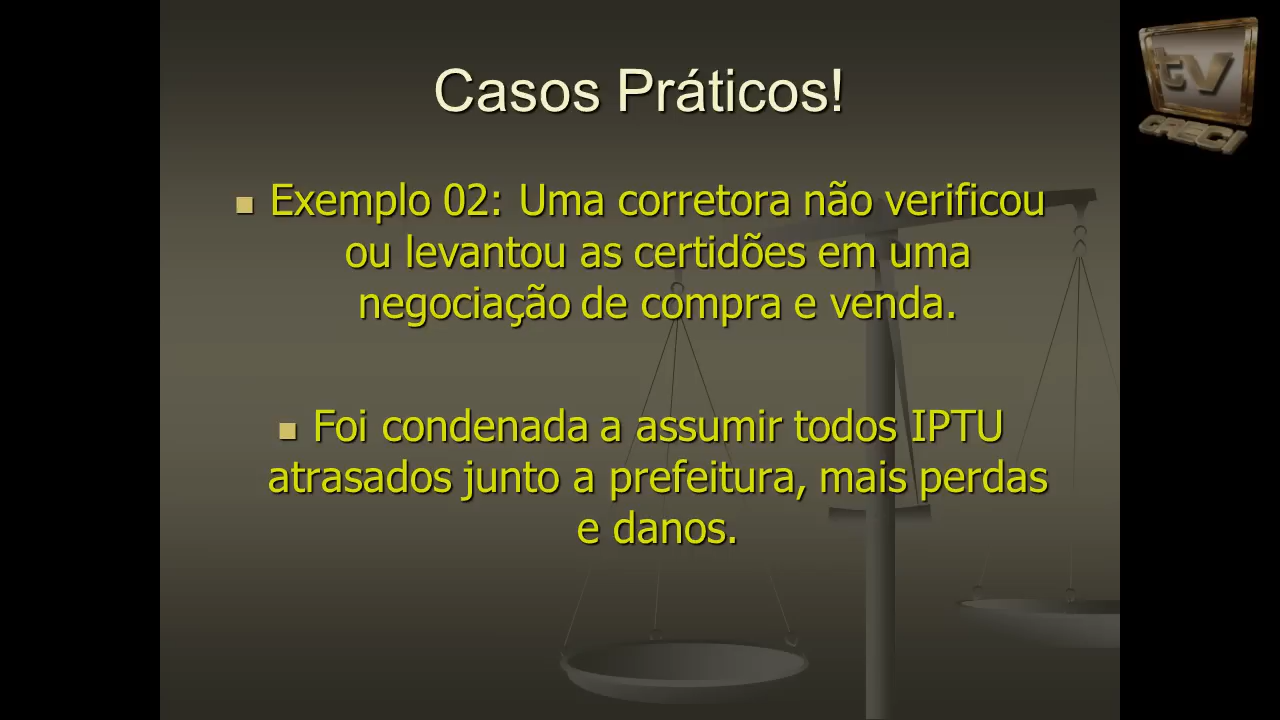 Casos Práticos!
Exemplo 02: Uma corretora não verificou
ou levantou as certidões em uma
negociação de compra e venda.
Foi condenada a assumir todos IPTU
atrasados junto a prefeitura, mais perdas
e danos.
tv
CRECI